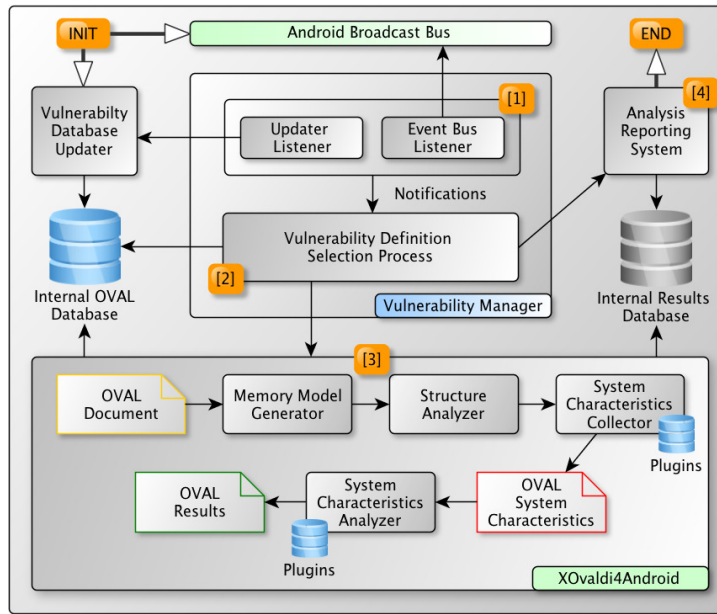 INIT
Android Broadcast Bus
END
Vulnerabilty
Database
Updater
[1]
Updater
Listener
Event Bus
Listener
[4]
Analysis
Reporting
System
Notifications
Vulnerability Definition
Selection Process
[2]
Internal OVAL
Database
Vulnerability Manager
Internal Results
Database
[3]
OVAL
Document
Memory Model
Generator
Structure
Analyzer
System
Characteristics
Collector
Plugins
OVAL
Results
System
Characteristics
Analyzer
Plugins
OVAL
System
Characteristics
XOvaldi4Android